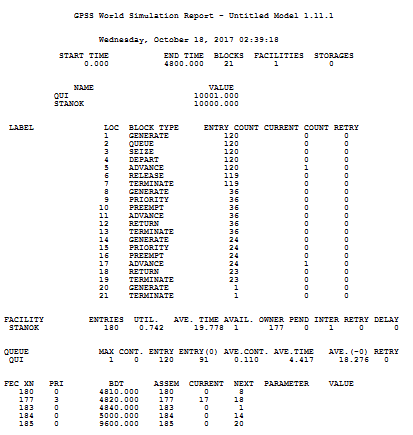 GPSS World Simulation Report - Untitled Model 1.11.1
Wednesday, October 18, 2017 02:39:18
START TIME END TIME BLOCKS FACILITIES STORAGES
0.000 4800.000 21 1 0
NAME VALUE
QUI 10001.000
STANOK 10000.000
LABEL LOC BLOCK TYPE ENTRY COUNT CURRENT COUNT RETRY
1 GENERATE 120 0 0
2 QUEUE 120 0 0
3 SEIZE 120 0 0
4 DEPART 120 0 0
5 ADVANCE 120 1 0
6 RELEASE 119 0 0
7 TERMINATE 119 0 0
8 GENERATE 36 0 0
9 PRIORITY 36 0 0
10 PREEMPT 36 0 0
11 ADVANCE 36 0 0
12 RETURN 36 0 0
13 TERMINATE 36 0 0
14 GENERATE 24 0 0
15 PRIORITY 24 0 0
16 PREEMPT 24 0 0
17 ADVANCE 24 1 0
18 RETURN 23 0 0
19 TERMINATE 23 0 0
20 GENERATE 1 0 0
21 TERMINATE 1 0 0
FACILITY ENTRIES UTIL. AVE. TIME AVAIL. OWNER PEND INTER RETRY DELAY
STANOK 180 0.742 19.778 1 177 0 1 0 0
QUEUE MAX CONT. ENTRY ENTRY(0) AVE.CONT. AVE.TIME AVE.(-0) RETRY
QUI 1 0 120 91 0.110 4.417 18.276 0
FEC XN PRI BDT ASSEM CURRENT NEXT PARAMETER VALUE
180 0 4810.000 180 0 8
177 3 4820.000 177 17 18
183 0 4840.000 183 0 1
184 0 5000.000 184 0 14
185 0 9600.000 185 0 20